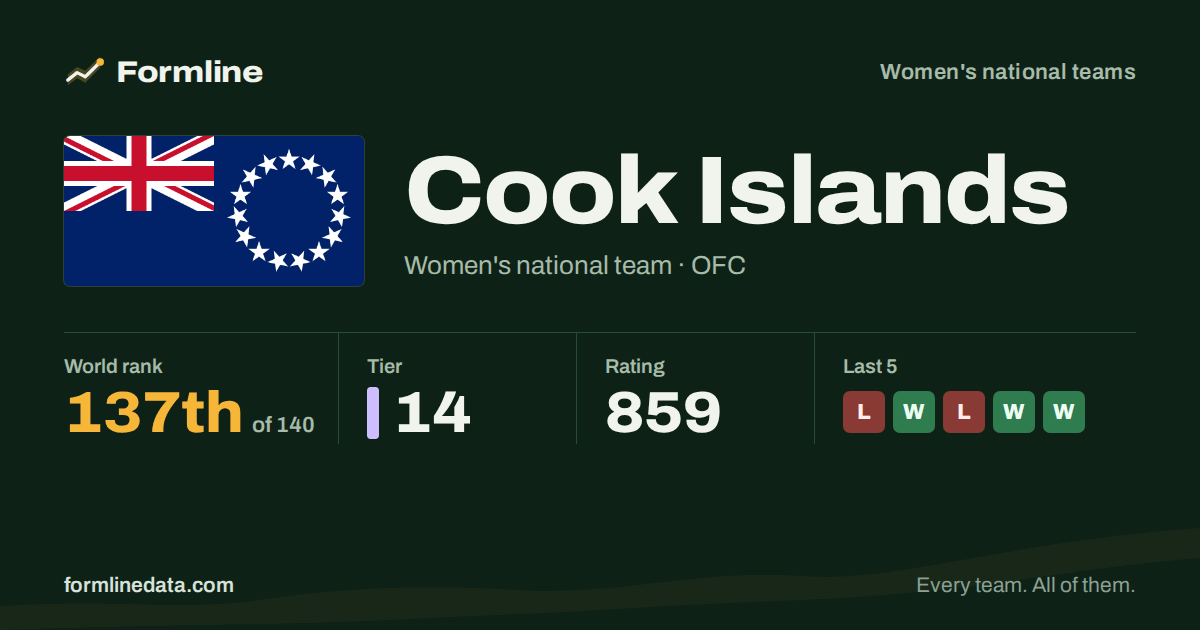 Formline
Women's national teams
Cook Islands
Women's national team · OFC
World rank
137th of 140
Tier
14
Rating
859
Last 5
L W L W W
formlinedata.com
Every team. All of them.